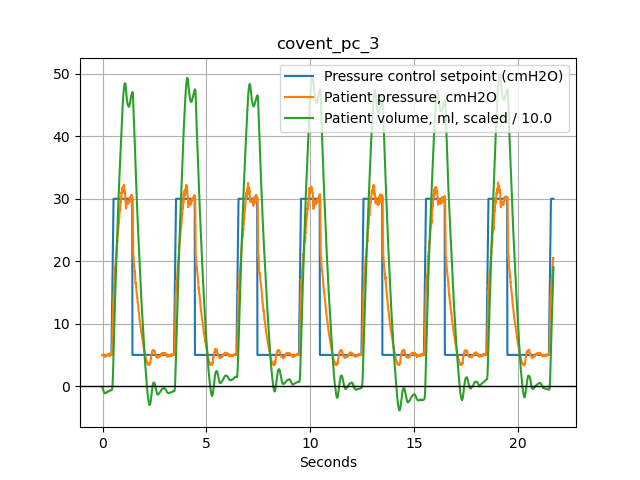 covent_pc_3
50
40
30
20
10
0
Pressure control setpoint (cmH2O)
Patient pressure, cmH2O
Patient volume, ml, scaled / 10.0
0 5 10 15 20
Seconds